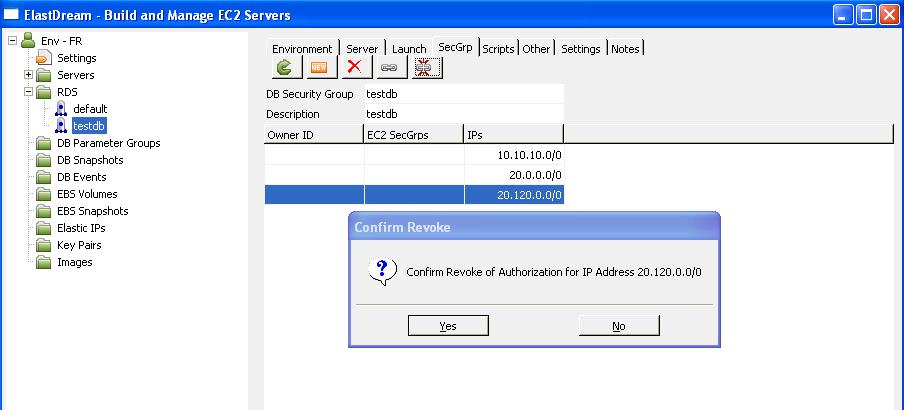 ElastDream - Build and Manage EC2 Servers
Env - FR
Settings
Servers
RDS
default
testdb
DB Parameter Groups
DB Snapshots
DB Events
EBS Volumes
EBS Snapshots
Elastic IPs
Key Pairs
Images
Environment Server Launch SecGrp Scripts Other Settings Notes
NEW
DB Security Group testdb
Description testdb
Owner ID EC2 SecGrps IPs
10.10.10.0/0
20.0.0.0/0
20.120.0.0/0
Confirm Revoke
Confirm Revoke of Authorization for IP Address 20.120.0.0/0
Yes No